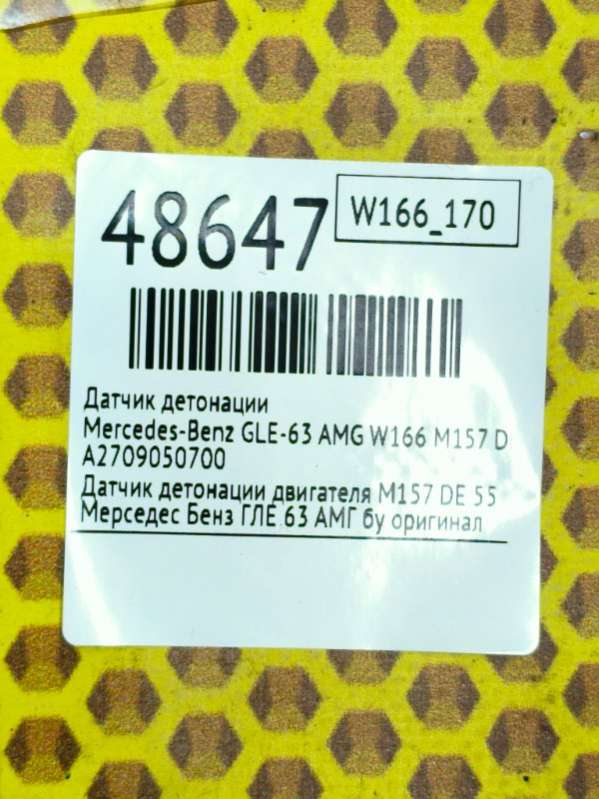 48647
W166_170
Датчик детонации
Mercedes-Benz GLE-63 AMG W166 M157 D
A2709050700
Датчик детонации двигателя M157 DE 55
Мерседес Бенз ГЛЕ 63 АМГ бу оригинал